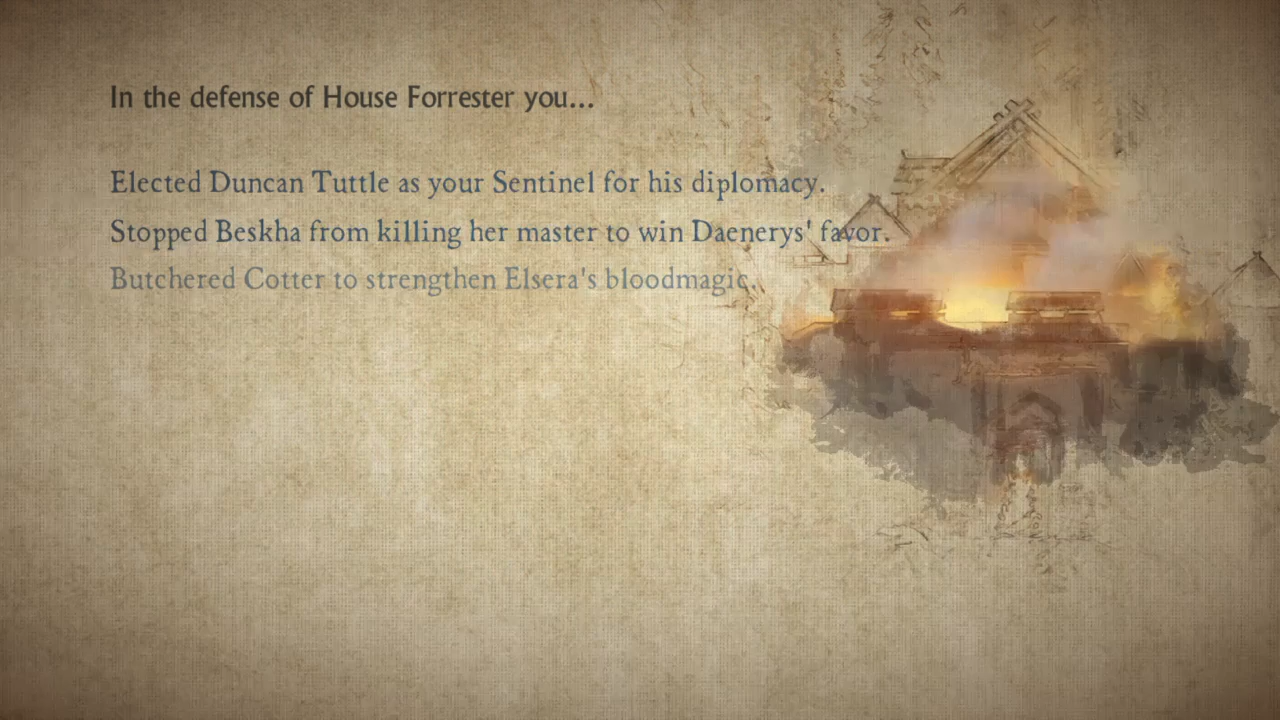 In the defense of House Forrester you...
Elected Duncan Tuttle as your Sentinel for his diplomacy.
Stopped Beskha from killing her master to win Daenerys' favor.
Butchered Cotter to strengthen Elsera's bloodmagic.